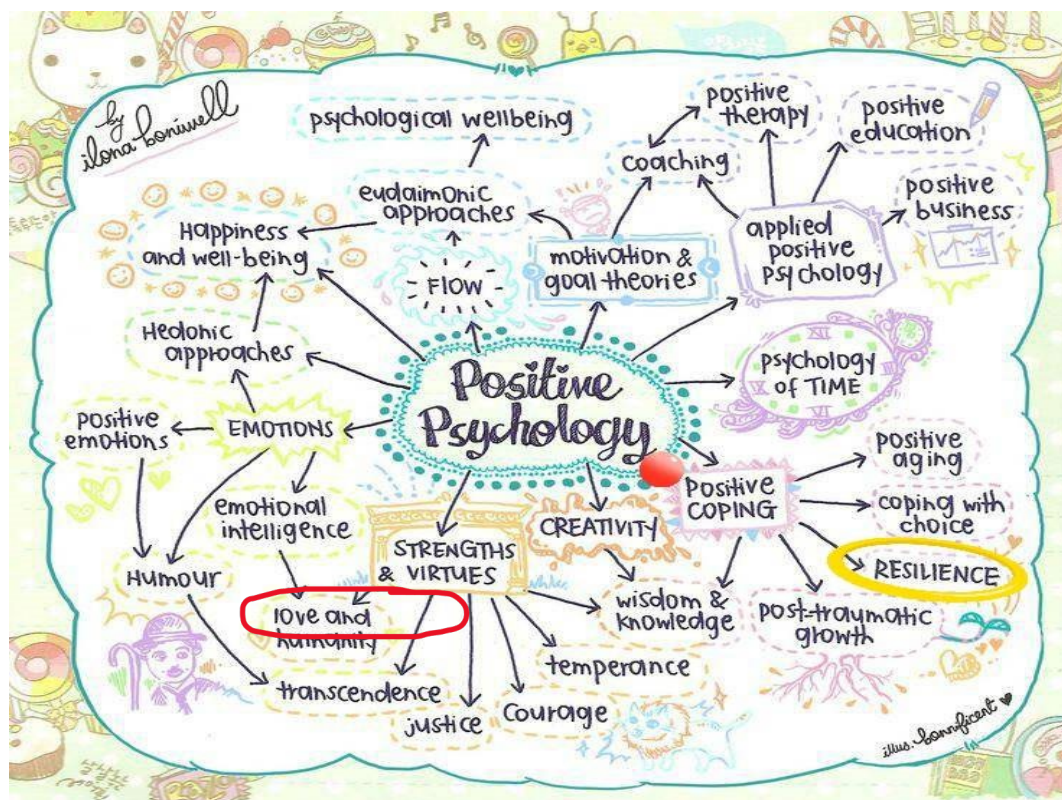 by
ilona boniwell
psychological wellbeing
positive
therapy
positive
education
coaching
eudaimonic
approaches
positive
business
Happiness
and well-being
applied
positive
psychology
motivation &
goal theories
FLOW
Hedonic
approaches
Positive
Psychology
psychology
of TIME
XII
VI
positive
emotions
EMOTIONS
positive
aging
emotional
intelligence
Positive
COPING
coping with
choice
CREATIVITY
STRENGTHS
& VIRTUES
Humour
RESILIENCE
love and
humanity
wisdom &
knowledge
post-traumatic
growth
temperance
transcendence
justice
Courage
illus. bonnificent